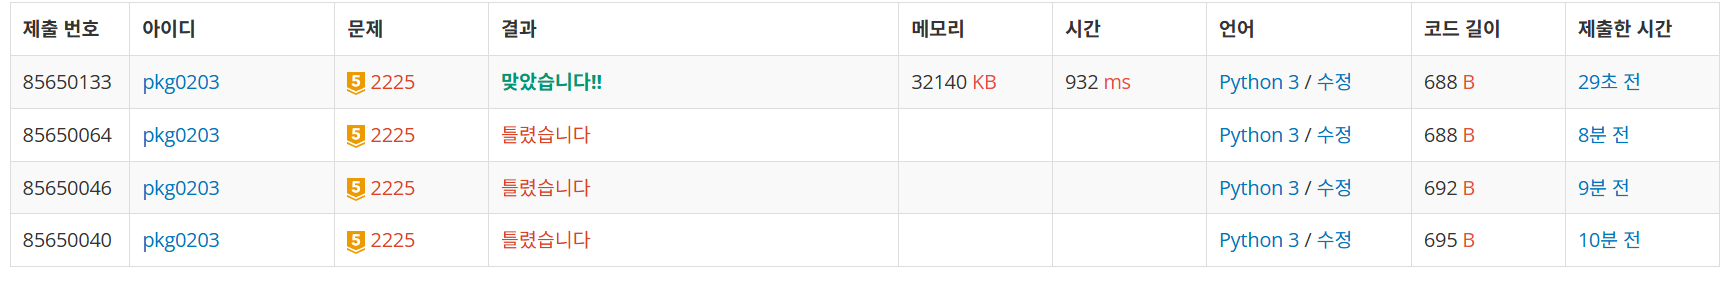 제출 번호 아이디 문제 결과 메모리 시간 언어 코드 길이 제출한 시간
85650133 pkg0203 5 2225 맞았습니다!! 32140 KB 932 ms Python 3 / 수정 688 B 29초 전
85650064 pkg0203 5 2225 틀렸습니다 Python 3 / 수정 688 B 8분 전
85650046 pkg0203 5 2225 틀렸습니다 Python 3 / 수정 692 B 9분 전
85650040 pkg0203 5 2225 틀렸습니다 Python 3 / 수정 695 B 10분 전